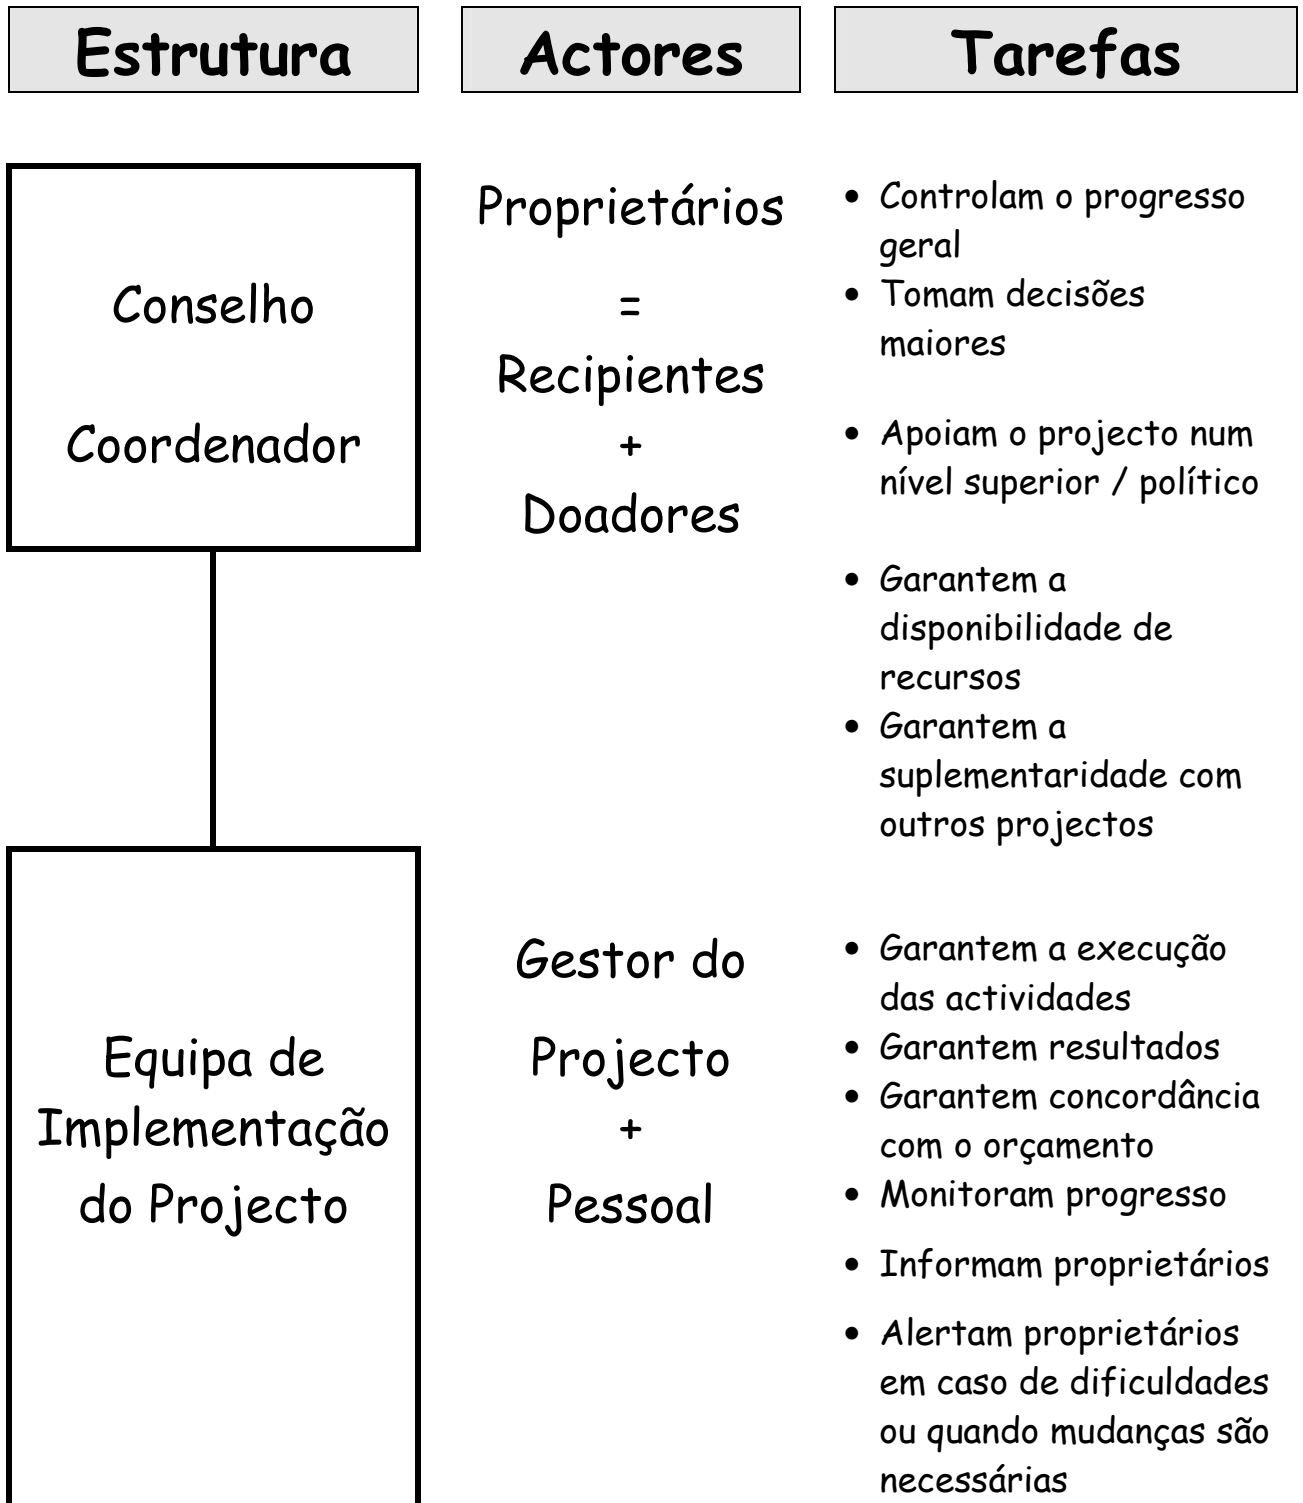 Estrutura
Actores
Tarefas
Conselho
Coordenador
Proprietários
=
Recipientes
+
Doadores
• Controlam o progresso
geral
• Tomam decisões
maiores
• Apoiam o projecto num
nível superior / político
• Garantem a
disponibilidade de
recursos
• Garantem a
suplementaridade com
outros projectos
Equipa de
Implementação
do Projecto
Gestor do
Projecto
+
Pessoal
• Garantem a execução
das actividades
• Garantem resultados
• Garantem concordância
com o orçamento
• Monitoram progresso
• Informam proprietários
• Alertam proprietários
em caso de dificuldades
ou quando mudanças são
necessárias